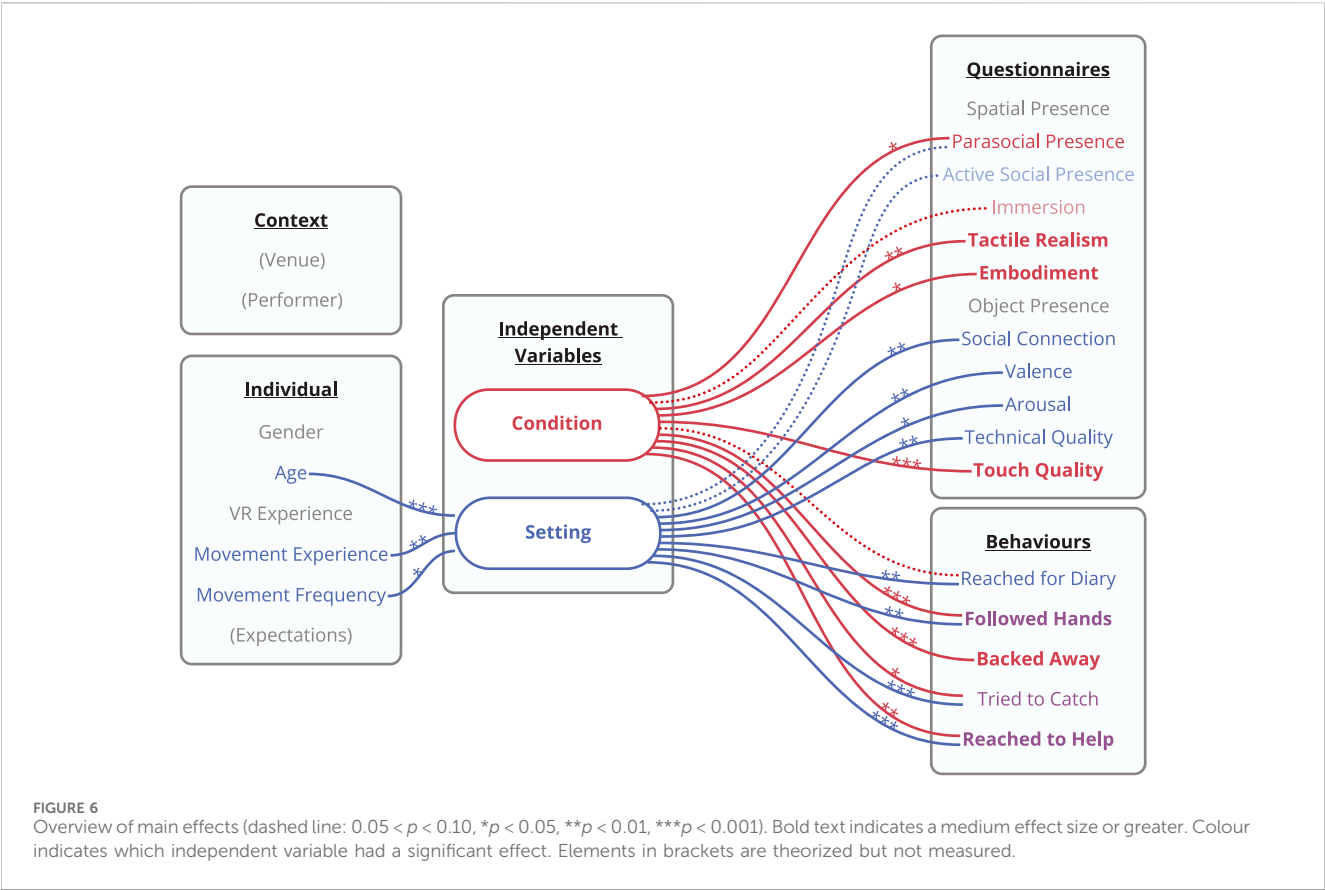 Context
(Venue)
(Performer)
Individual
Gender
Age
VR Experience
Movement Experience
Movement Frequency
(Expectations)
***
**
*
Independent
Variables
Condition
Setting
*
**
*
**
**
*
**
***
**
***
**
***
*
***
**
***
Questionnaires
Spatial Presence
Parasocial Presence
Active Social Presence
Immersion
Tactile Realism
Embodiment
Object Presence
Social Connection
Valence
Arousal
Technical Quality
Touch Quality
Behaviours
Reached for Diary
Followed Hands
Backed Away
Tried to Catch
Reached to Help
FIGURE 6
Overview of main effects (dashed line: 0.05 < p < 0.10, *p < 0.05, **p < 0.01, ***p < 0.001). Bold text indicates a medium effect size or greater. Colour
indicates which independent variable had a significant effect. Elements in brackets are theorized but not measured.